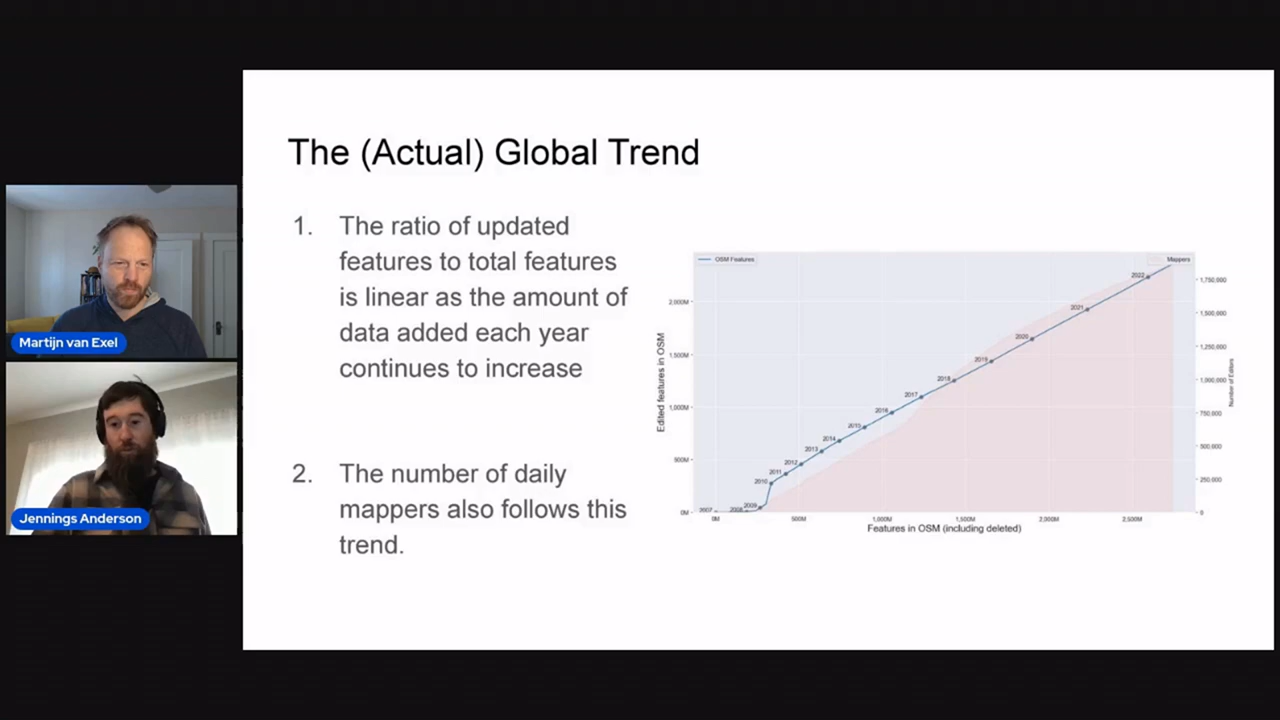 The (Actual) Global Trend
1. The ratio of updated
features to total features
is linear as the amount of
data added each year
continues to increase
2. The number of daily
mappers also follows this
trend.
Martijn van Exel
Jennings Anderson
OSM Features
Mappers
Edited features in OSM
2,000M
1,500M
1,000M
500M
0M
2007
2008
2009
2010
2011
2012
2013
2014
2015
2016
2017
2018
2019
2020
2021
2022
1,750,000
1,500,000
1,250,000
1,000,000
750,000
500,000
250,000
0
Number of Editors
0M
500M
1,000M
1,500M
2,000M
2,500M
Features in OSM (including deleted)